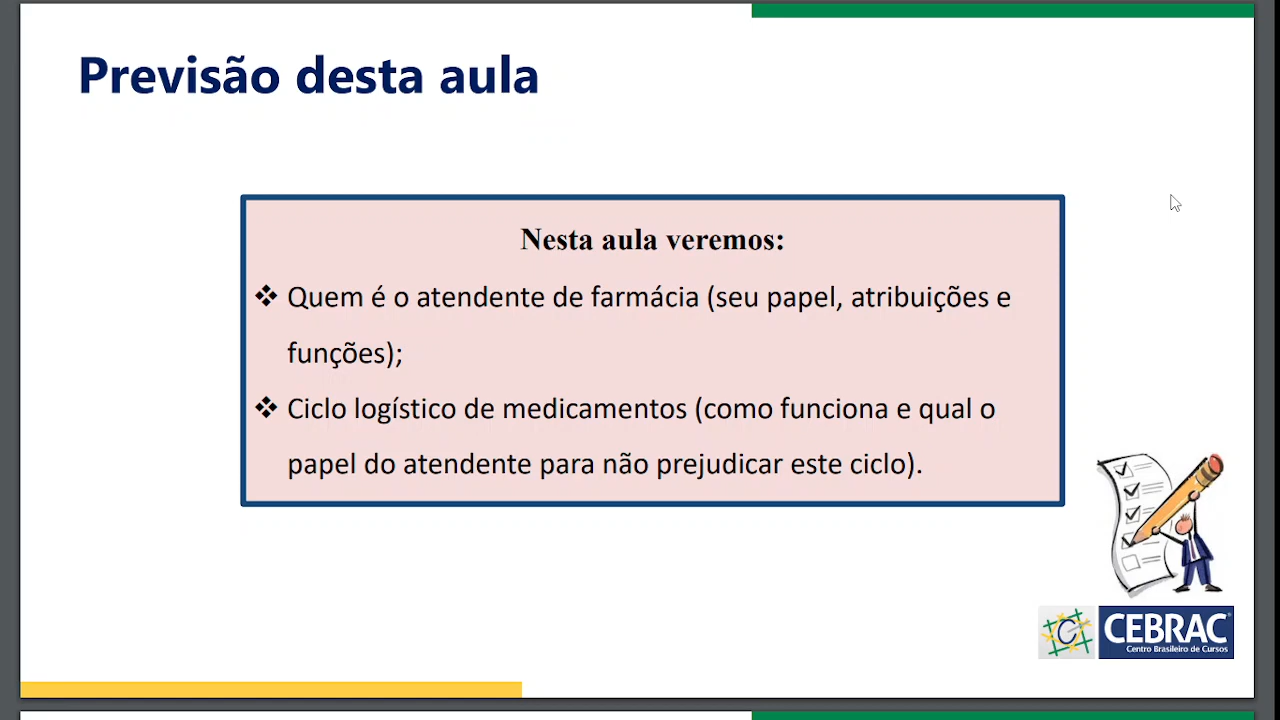 Previsão desta aula
Nesta aula veremos:
❖ Quem é o atendente de farmácia (seu papel, atribuições e
funções);
❖ Ciclo logístico de medicamentos (como funciona e qual o
papel do atendente para não prejudicar este ciclo).
C
CEBRAC®
Centro Brasileiro de Cursos